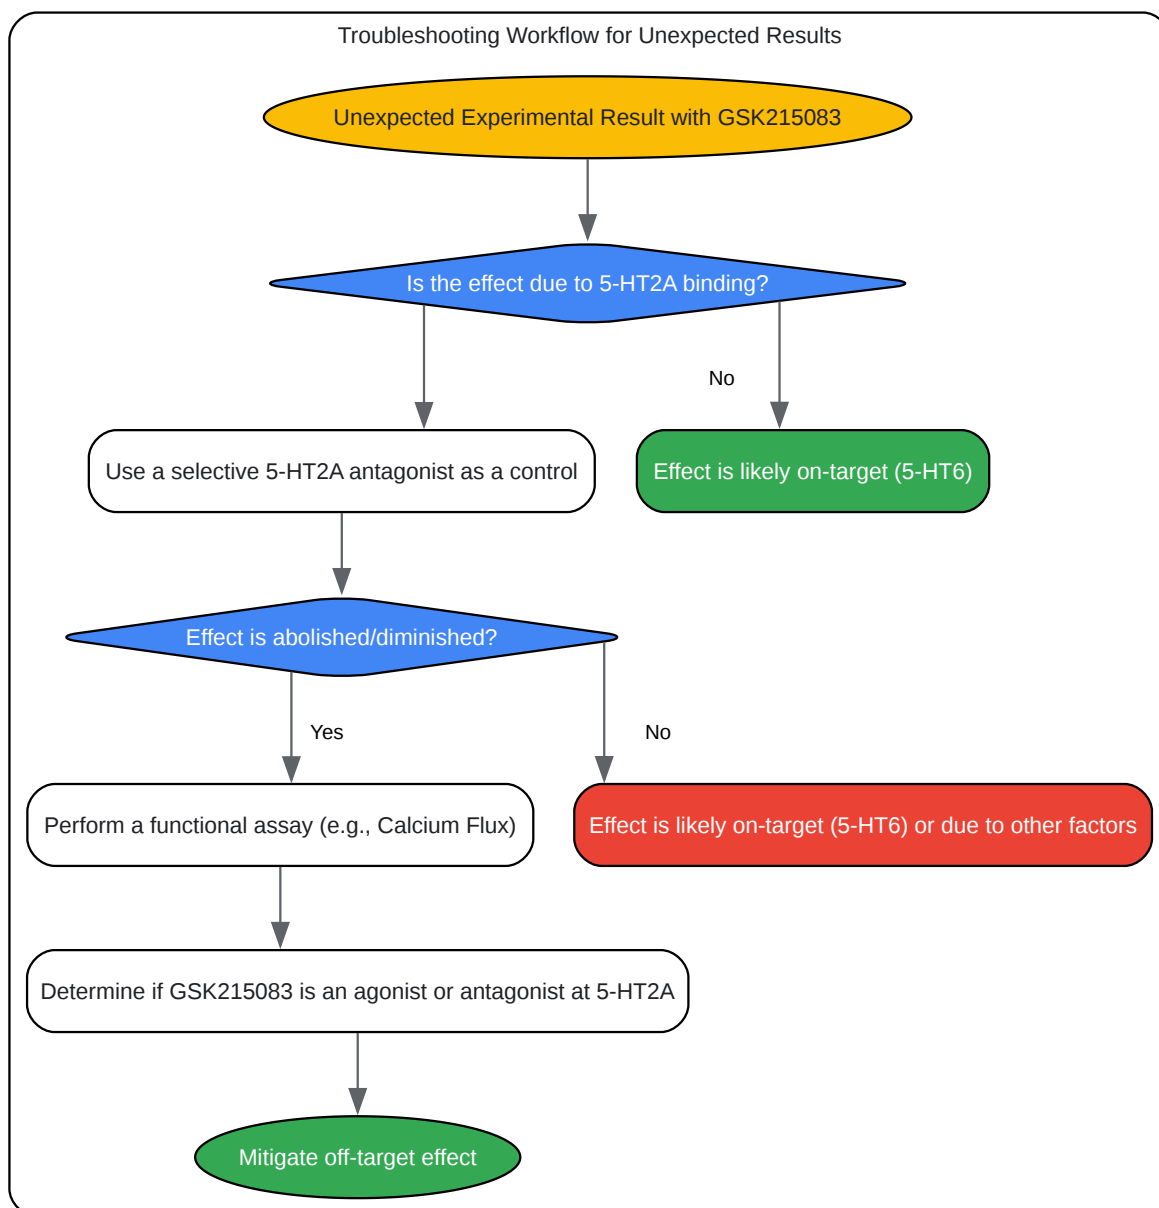 Troubleshooting Workflow for Unexpected Results
Unexpected Experimental Result with GSK215083
Is the effect due to 5-HT2A binding?
No
Use a selective 5-HT2A antagonist as a control
Effect is likely on-target (5-HT6)
Effect is abolished/diminished?
Yes
No
Perform a functional assay (e.g., Calcium Flux)
Effect is likely on-target (5-HT6) or due to other factors
Determine if GSK215083 is an agonist or antagonist at 5-HT2A
Mitigate off-target effect